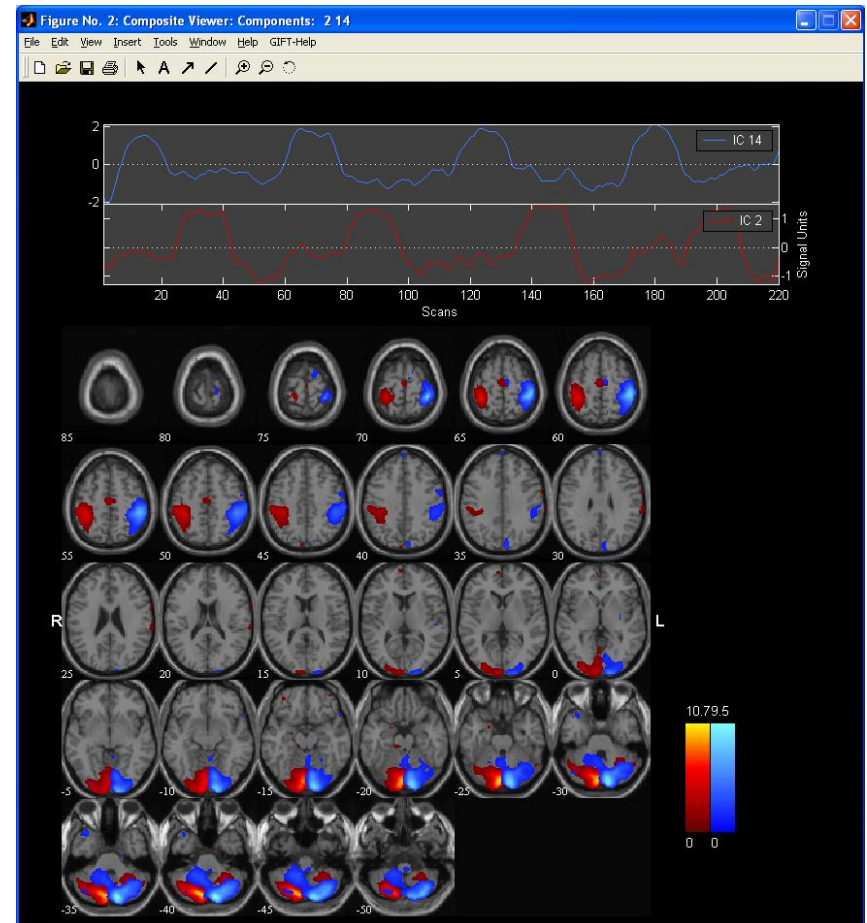 Figure No. 2: Composite Viewer: Components: 2 14
File Edit View Insert Tools Window Help GIFT-Help
A
2
0
-2
IC 14
IC 2
1
0
-1
Signal Units
20 40 60 80 100 120 140 160 180 200 220
Scans
85 80 75 70 65 60
55 50 45 40 35 30
R
L
25 20 15 10 5 0
10.79.5
-5 -10 -15 -20 -25 -30
0 0
-35 -40 -45 -50